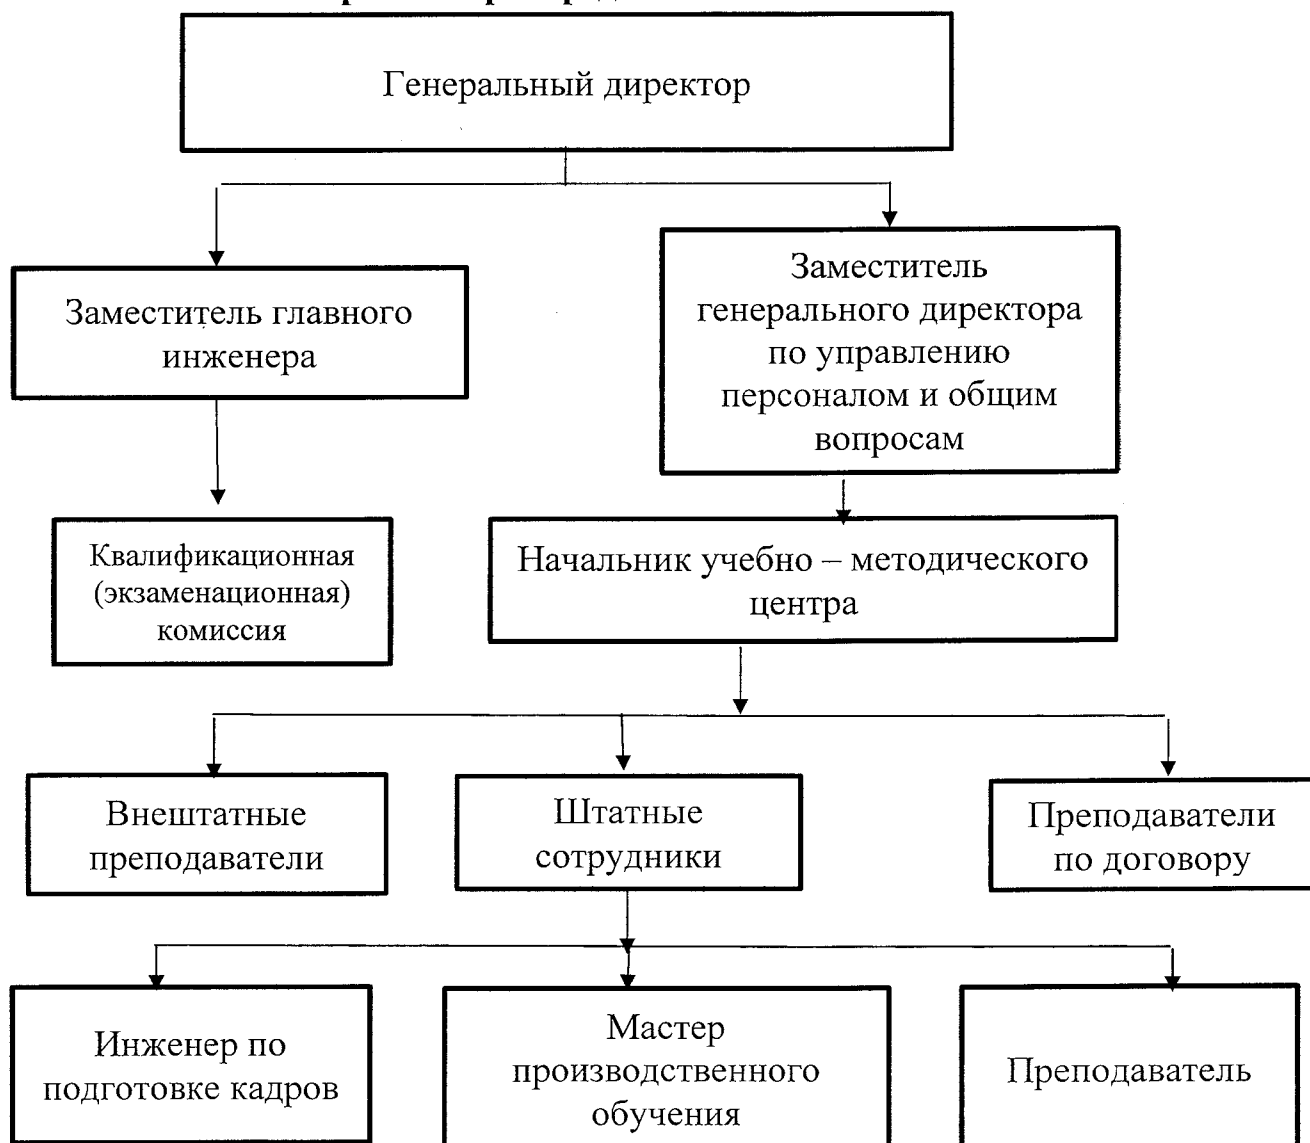 Генеральный директор
Заместитель главного
инженера
Заместитель
генерального директора
по управлению
персоналом и общим
вопросам
Квалификационная
(экзаменационная)
комиссия
Начальник учебно – методического
центра
Внештатные
преподаватели
Штатные
сотрудники
Преподаватели
по договору
Инженер по
подготовке кадров
Мастер
производственного
обучения
Преподаватель